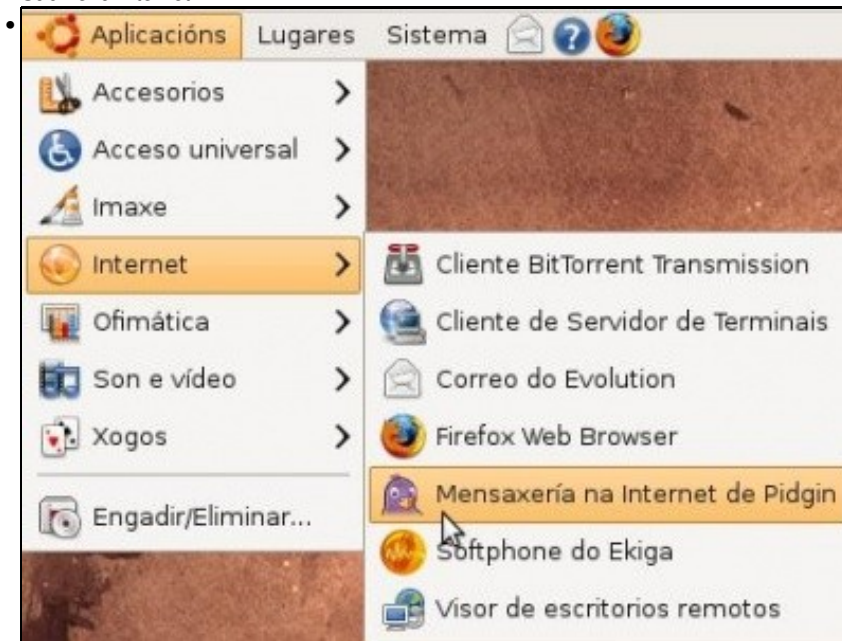 Aplicacións Lugares Sistema
Accesorios
Acceso universal
Imaxe
Internet
Ofimática
Son e vídeo
Xogos
Engadir/Eliminar...
Cliente BitTorrent Transmission
Cliente de Servidor de Terminais
Correo do Evolution
Firefox Web Browser
Mensaxería na Internet de Pidgin
Softphone do Ekiga
Visor de escritorios remotos